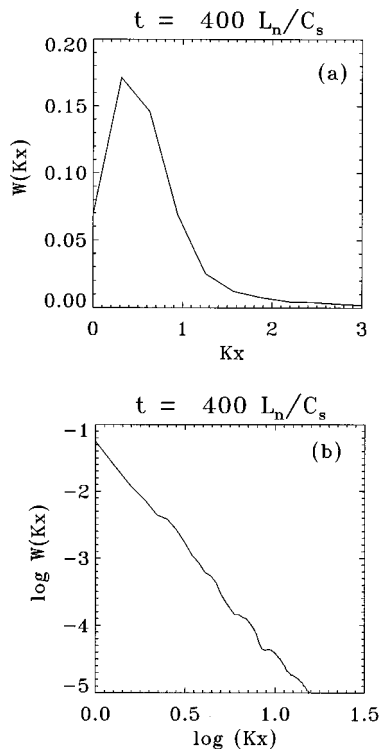 t = 400 L_n/C_s
(a)
W(Kx)
0.20
0.15
0.10
0.05
0.00
0 1 2 3
Kx
t = 400 L_n/C_s
(b)
log W(Kx)
-1
-2
-3
-4
-5
0.0 0.5 1.0 1.5
log (Kx)